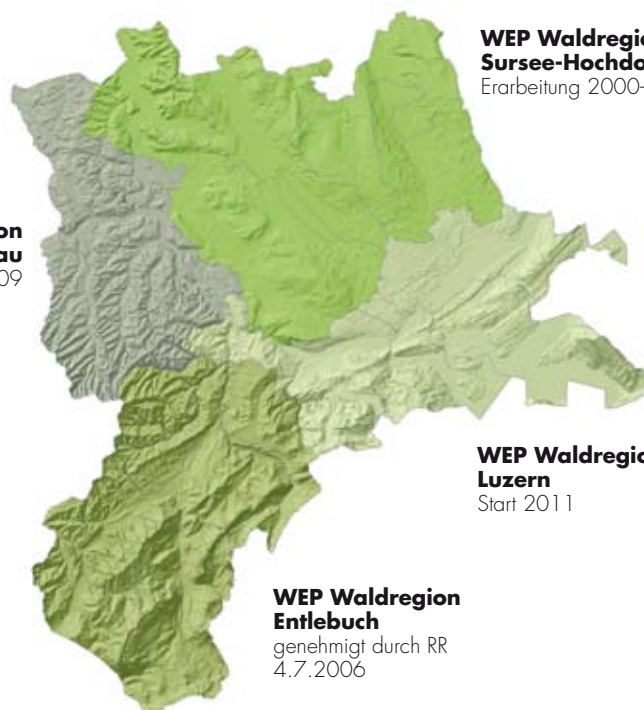 WEP Waldregio
Sursee-Hochdo
Erarbeitung 2000-
on
au
09
WEP Waldregio
Luzern
Start 2011
WEP Waldregion
Entlebuch
genehmigt durch RR
4.7.2006